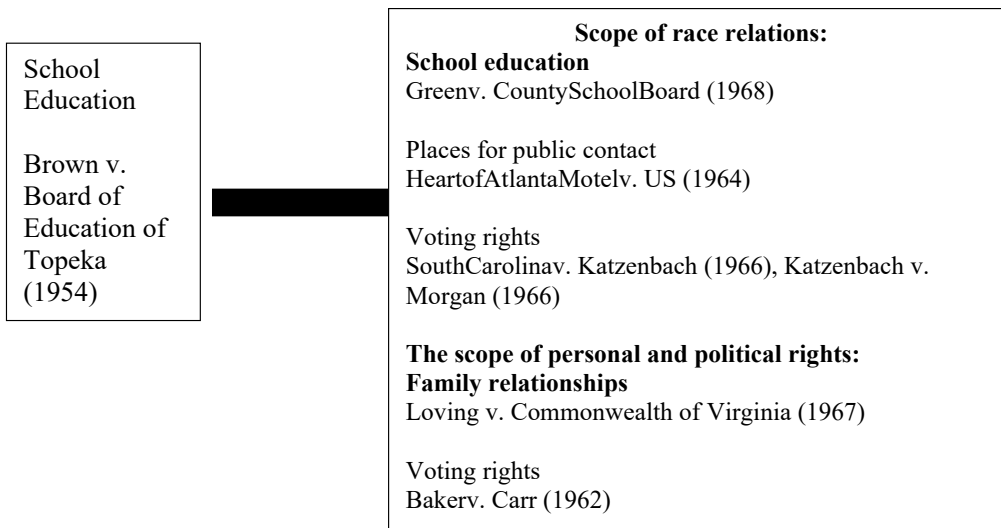 School
Education
Brown v.
Board of
Education of
Topeka
(1954)
Scope of race relations:
School education
Greenv. CountySchoolBoard (1968)
Places for public contact
HeartofAtlantaMotelv. US (1964)
Voting rights
SouthCarolinav. Katzenbach (1966), Katzenbach v.
Morgan (1966)
The scope of personal and political rights:
Family relationships
Loving v. Commonwealth of Virginia (1967)
Voting rights
Bakerv. Carr (1962)